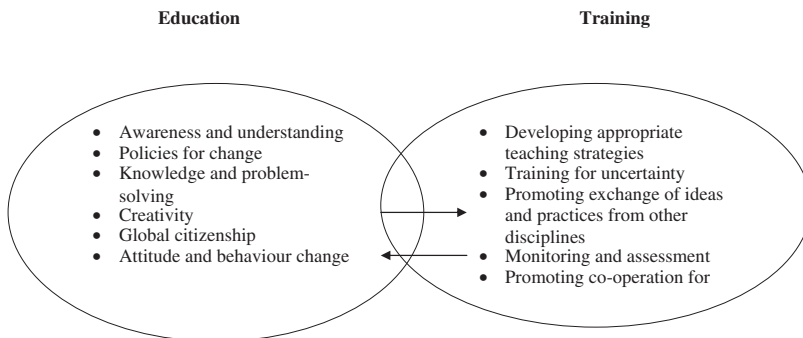 Education
Training
• Awareness and understanding
• Policies for change
• Knowledge and problem-
solving
• Creativity
• Global citizenship
• Attitude and behaviour change
• Developing appropriate
teaching strategies
• Training for uncertainty
• Promoting exchange of ideas
and practices from other
disciplines
• Monitoring and assessment
• Promoting co-operation for